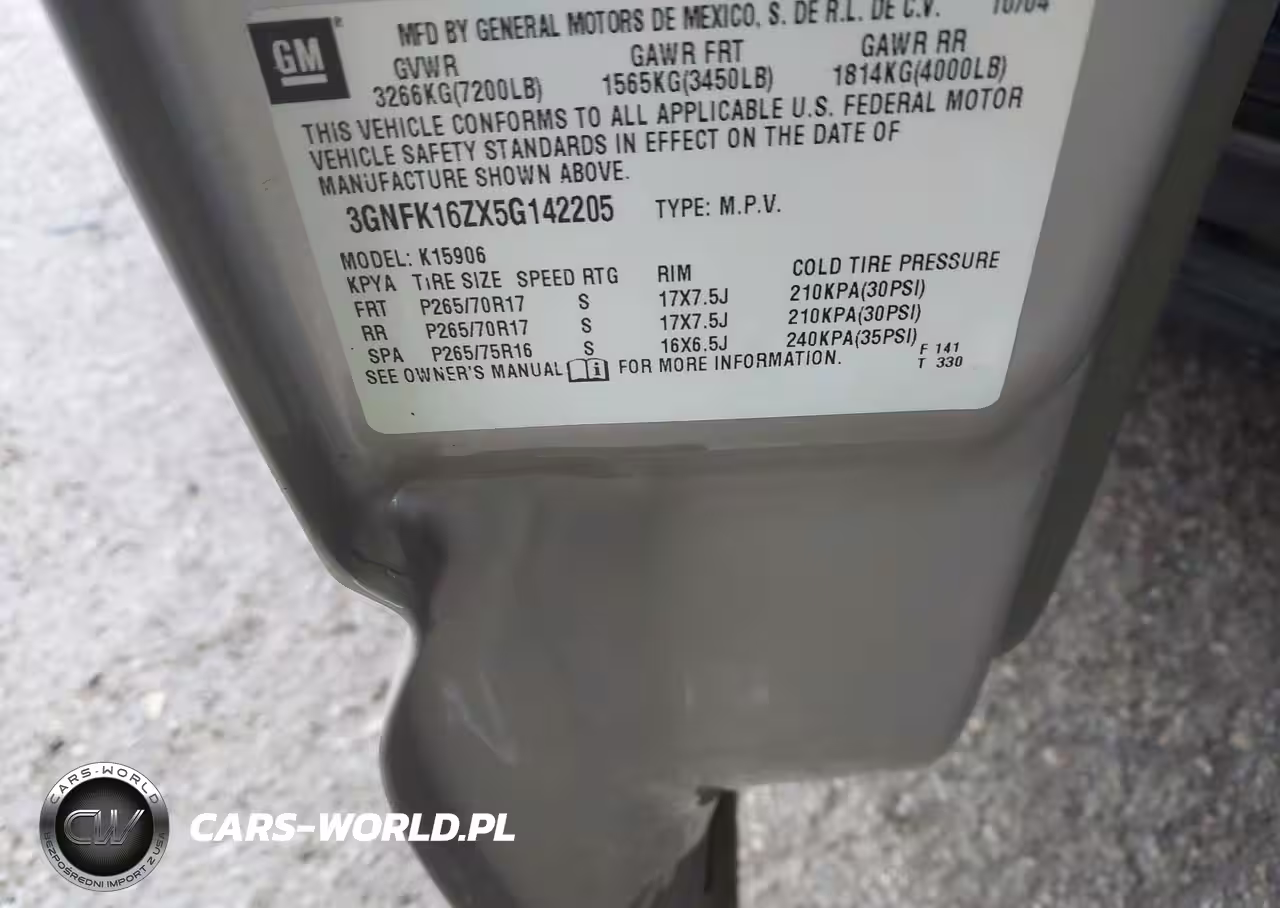 GM
®
MFD BY GENERAL MOTORS DE MEXICO, S. DE R.L. DE C.V. 10/04
GVWR GAWR FRT GAWR RR
3266KG(7200LB) 1565KG(3450LB) 1814KG(4000LB)
THIS VEHICLE CONFORMS TO ALL APPLICABLE U.S. FEDERAL MOTOR
VEHICLE SAFETY STANDARDS IN EFFECT ON THE DATE OF
MANUFACTURE SHOWN ABOVE.
3GNFK16ZX5G142205 TYPE: M.P.V.
MODEL: K15906
KPYA TIRE SIZE SPEED RTG RIM COLD TIRE PRESSURE
FRT P265/70R17 S 17X7.5J 210KPA(30PSI)
RR P265/70R17 S 17X7.5J 210KPA(30PSI)
SPA P265/75R16 S 16X6.5J 240KPA(35PSI)
SEE OWNER'S MANUAL i FOR MORE INFORMATION.
F 141
T 330
CARS-WORLD
CW
BEZPOŚREDNI IMPORT Z USA
CARS-WORLD.PL